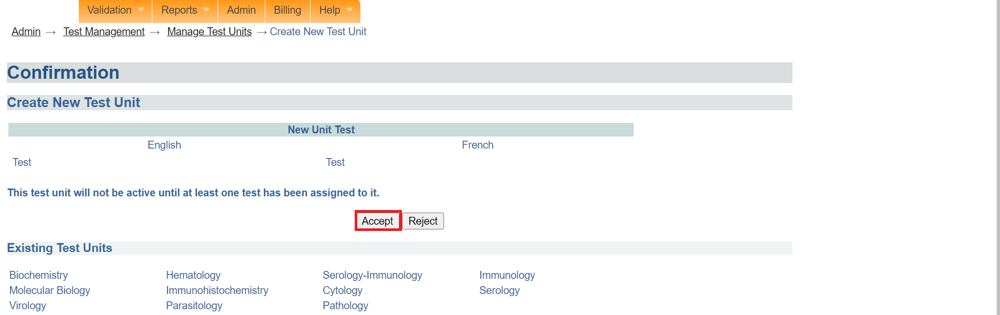 Validation Reports Admin Billing Help
Admin → Test Management → Manage Test Units → Create New Test Unit
Confirmation
Create New Test Unit
New Unit Test
English French
Test Test
This test unit will not be active until at least one test has been assigned to it.
Accept Reject
Existing Test Units
Biochemistry Hematology Serology-Immunology Immunology
Molecular Biology Immunohistochemistry Cytology Serology
Virology Parasitology Pathology